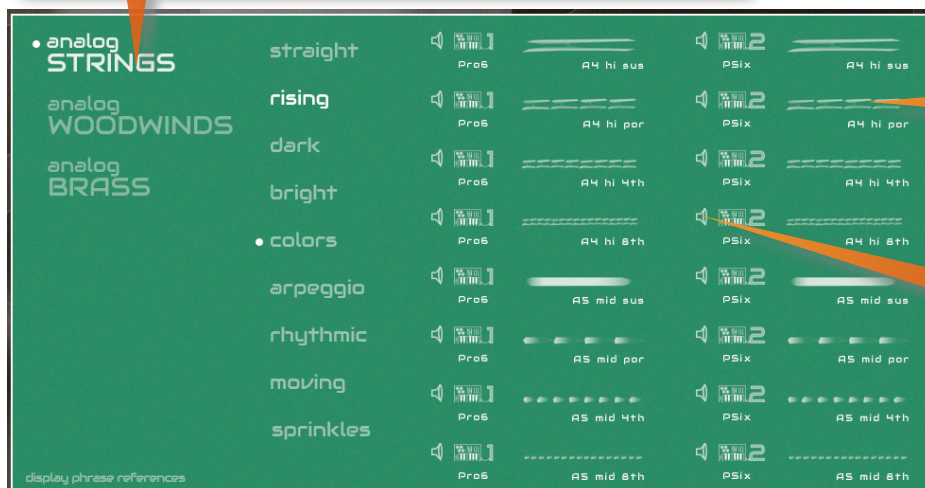 analog
STRINGS
analog
WOODWINDS
analog
BRASS
display phrase references
straight
rising
dark
bright
colors
arpeggio
rhythmic
moving
sprinkles
1 2
Pro6 A4 hi sus PSix A4 hi sus
1 2
Pro6 A4 hi por PSix A4 hi por
1 2
Pro6 A4 hi 4th PSix A4 hi 4th
1 2
Pro6 A4 hi 8th PSix A4 hi 8th
1 2
Pro6 A5 mid sus PSix A5 mid sus
1 2
Pro6 A5 mid por PSix A5 mid por
1 2
Pro6 A5 mid 4th PSix A5 mid 4th
1 2
Pro6 A5 mid 8th PSix A5 mid 8th